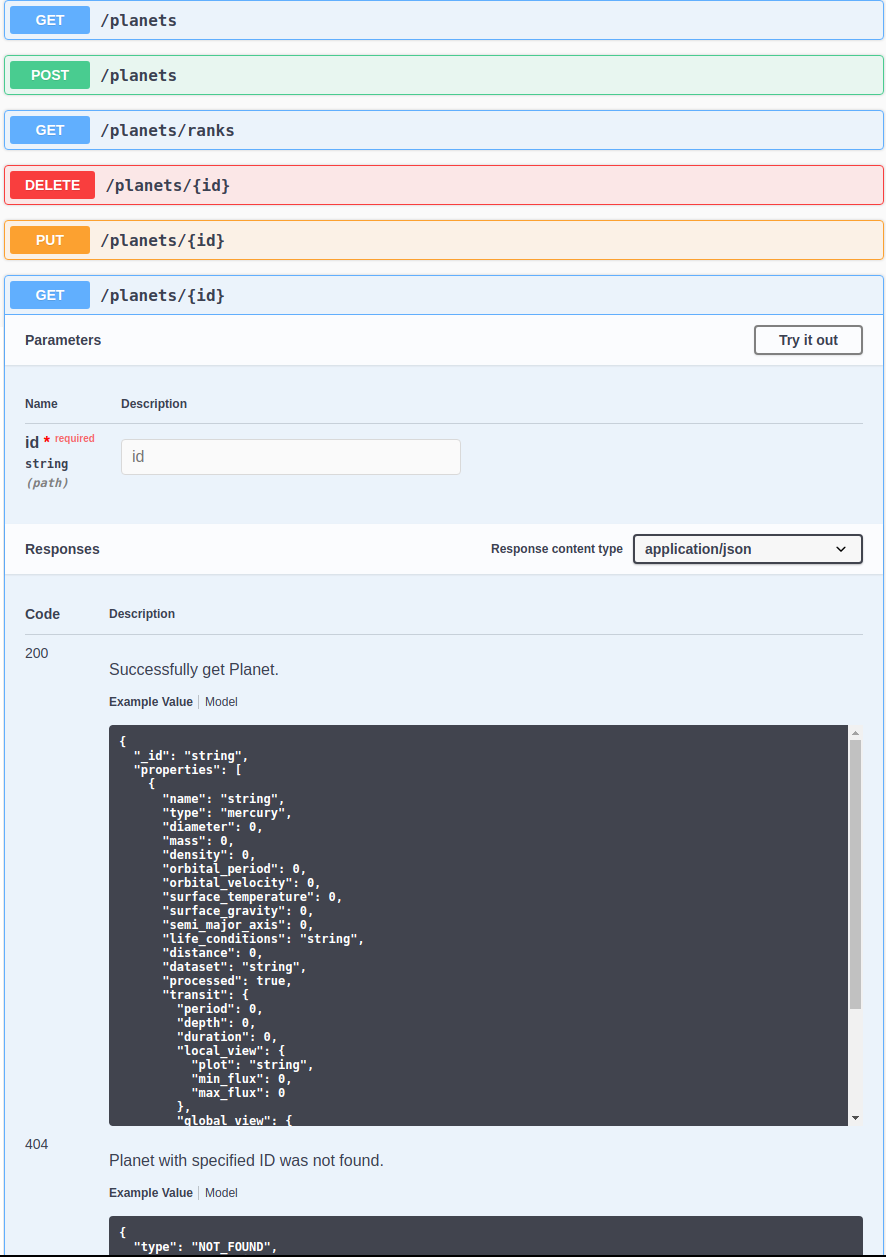 GET /planets
POST /planets
GET /planets/ranks
DELETE /planets/{id}
PUT /planets/{id}
GET /planets/{id}
Parameters Try it out
Name Description
id * required
string
(path)
id
Responses Response content type application/json
Code Description
200
Successfully get Planet.
Example Value Model
{
  "_id": "string",
  "properties": [
    {
      "name": "string",
      "type": "mercury",
      "diameter": 0,
      "mass": 0,
      "density": 0,
      "orbital_period": 0,
      "orbital_velocity": 0,
      "surface_temperature": 0,
      "surface_gravity": 0,
      "semi_major_axis": 0,
      "life_conditions": "string",
      "distance": 0,
      "dataset": "string",
      "processed": true,
      "transit": {
        "period": 0,
        "depth": 0,
        "duration": 0,
        "local_view": {
          "plot": "string",
          "min_flux": 0,
          "max_flux": 0
        },
        "global_view": {
404
Planet with specified ID was not found.
Example Value Model
{
  "type": "NOT_FOUND",